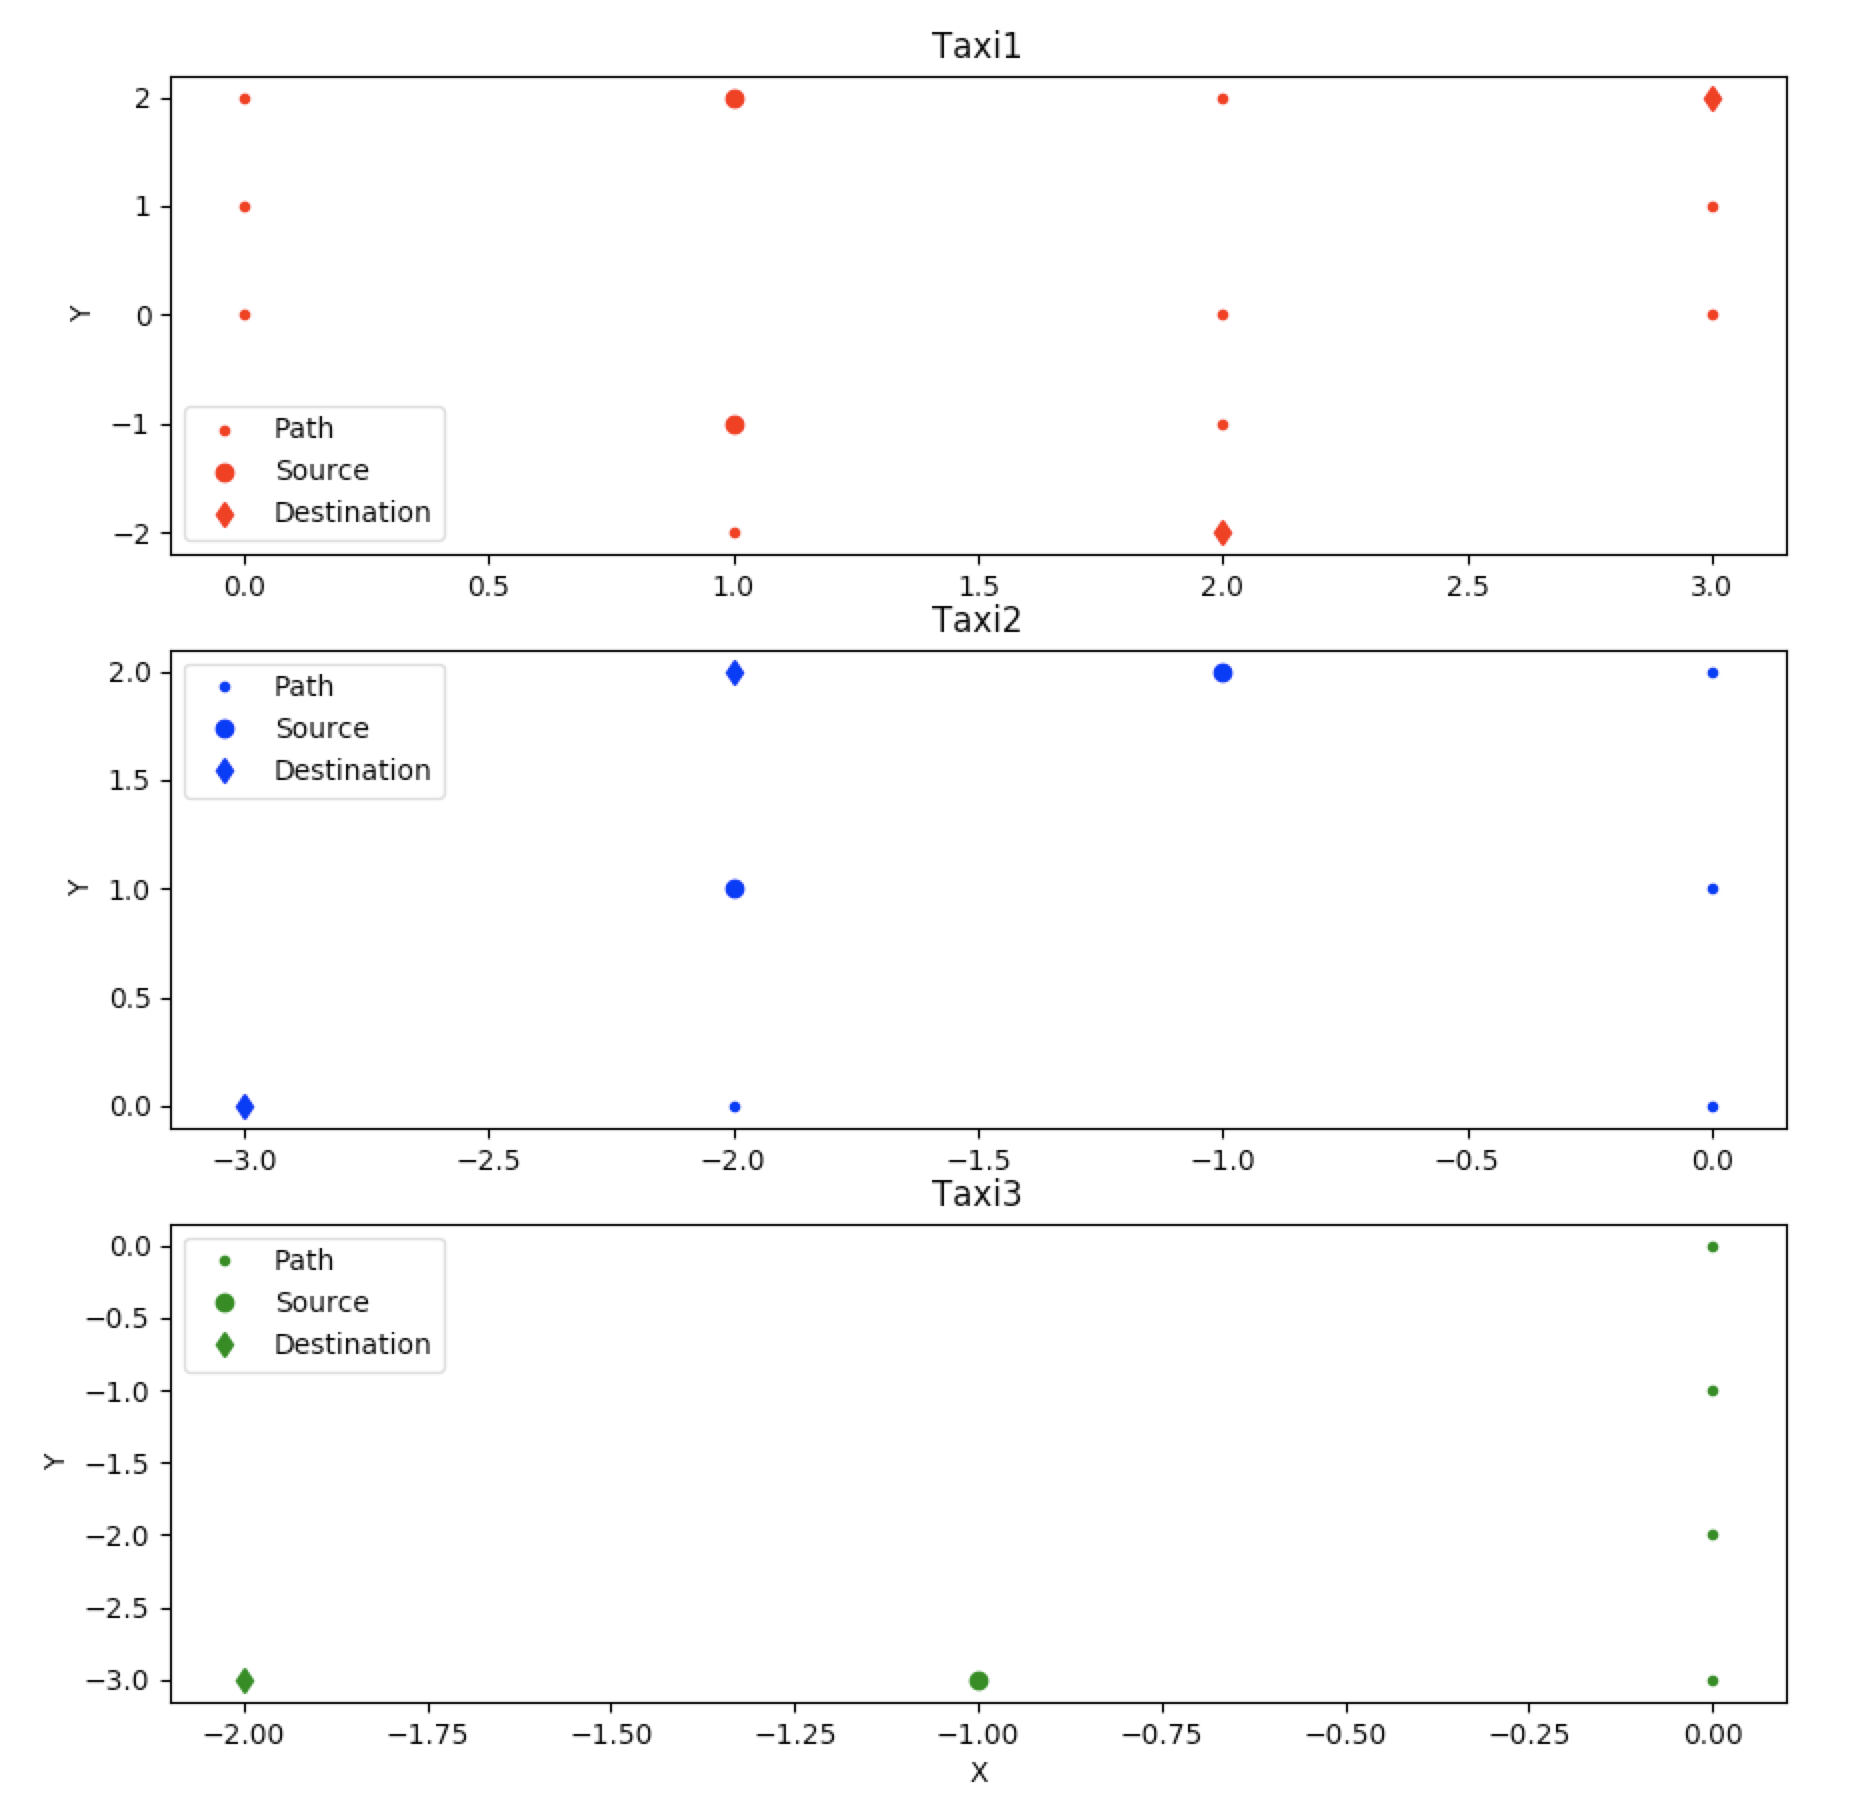 Taxi1
2
1
Y
0
−1
−2
Path
Source
Destination
0.0 0.5 1.0 1.5 2.0 2.5 3.0
Taxi2
2.0
1.5
Y
1.0
0.5
0.0
Path
Source
Destination
−3.0 −2.5 −2.0 −1.5 −1.0 −0.5 0.0
Taxi3
0.0
−0.5
−1.0
Y
−1.5
−2.0
−2.5
−3.0
Path
Source
Destination
−2.00 −1.75 −1.50 −1.25 −1.00 −0.75 −0.50 −0.25 0.00
X